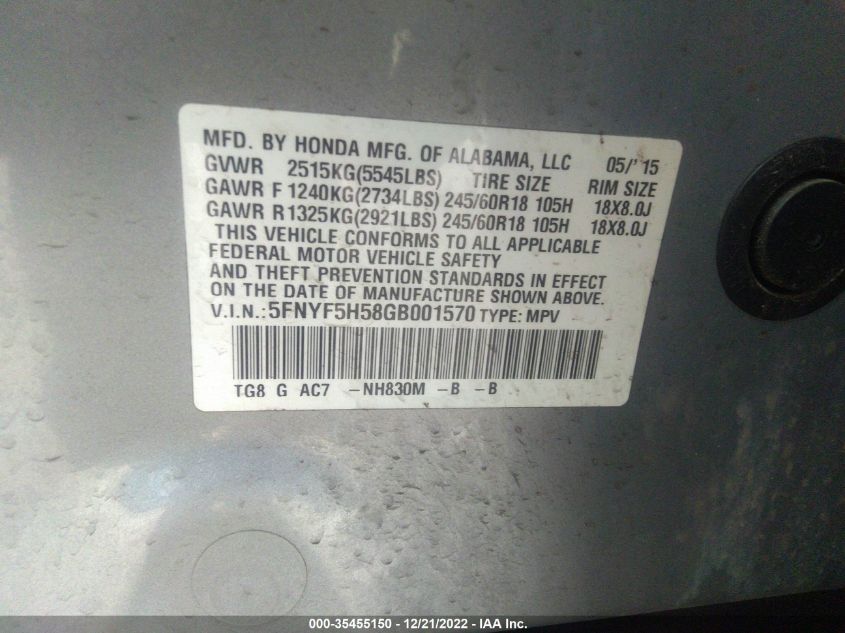 MFD. BY HONDA MFG. OF ALABAMA, LLC 05/'15
GVWR 2515KG(5545LBS) TIRE SIZE RIM SIZE
GAWR F 1240KG(2734LBS) 245/60R18 105H 18X8.0J
GAWR R 1325KG(2921LBS) 245/60R18 105H 18X8.0J
THIS VEHICLE CONFORMS TO ALL APPLICABLE
FEDERAL MOTOR VEHICLE SAFETY
AND THEFT PREVENTION STANDARDS IN EFFECT
ON THE DATE OF MANUFACTURE SHOWN ABOVE.
V.I.N.: 5FNYF5H58GB001570 TYPE: MPV
TG8 G AC7 -NH830M -B -B
000-35455150 - 12/21/2022 - IAA Inc.